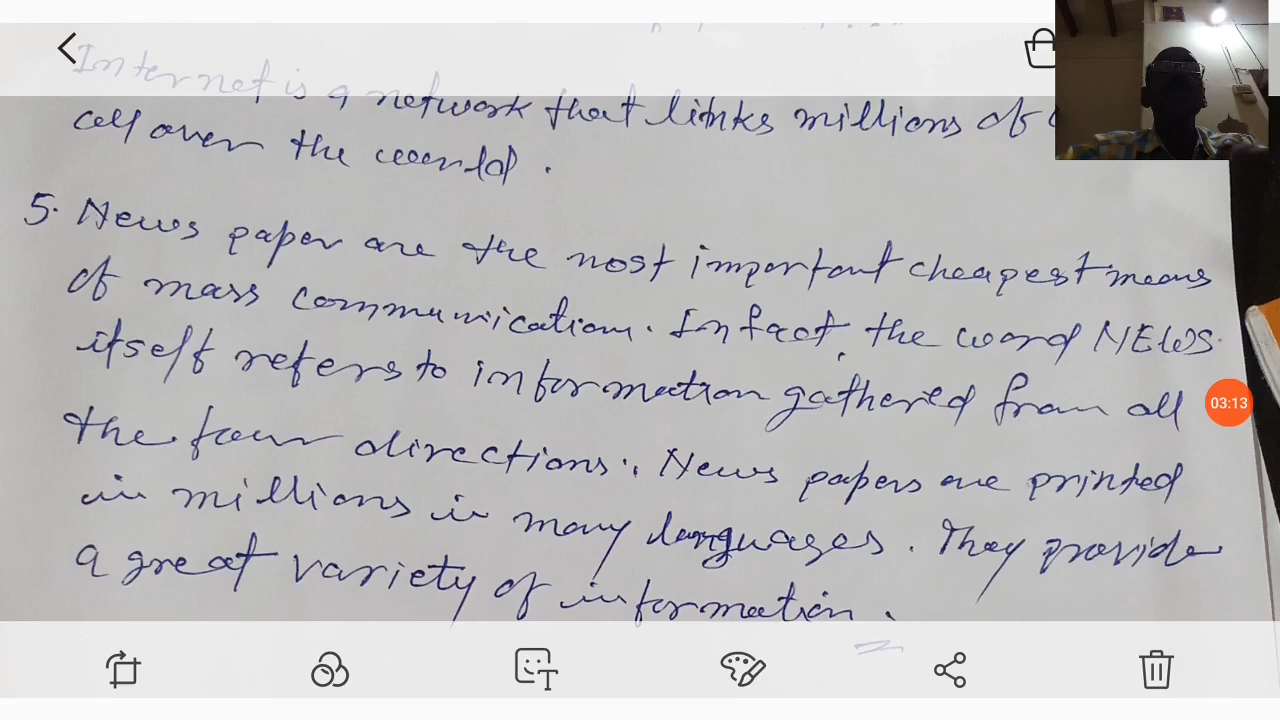 Internet is a network that links millions of
all over the world.
5. News paper are the most important cheapest means
of mass communication. In fact, the word NEWS.
itself refers to information gathered from all
the four directions. News papers are printed
in millions in many languages. They provide
a great variety of information.
03:13